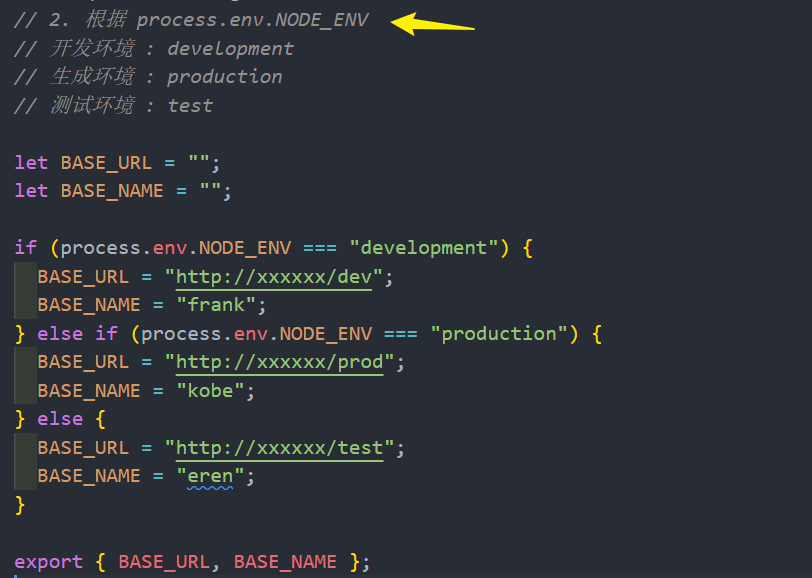 // 2. 根据 process.env.NODE_ENV
// 开发环境 : development
// 生成环境 : production
// 测试环境 : test
let BASE_URL = "";
let BASE_NAME = "";
if (process.env.NODE_ENV === "development") {
BASE_URL = "http://xxxxxx/dev";
BASE_NAME = "frank";
} else if (process.env.NODE_ENV === "production") {
BASE_URL = "http://xxxxxx/prod";
BASE_NAME = "kobe";
} else {
BASE_URL = "http://xxxxxx/test";
BASE_NAME = "eren";
}
export { BASE_URL, BASE_NAME };